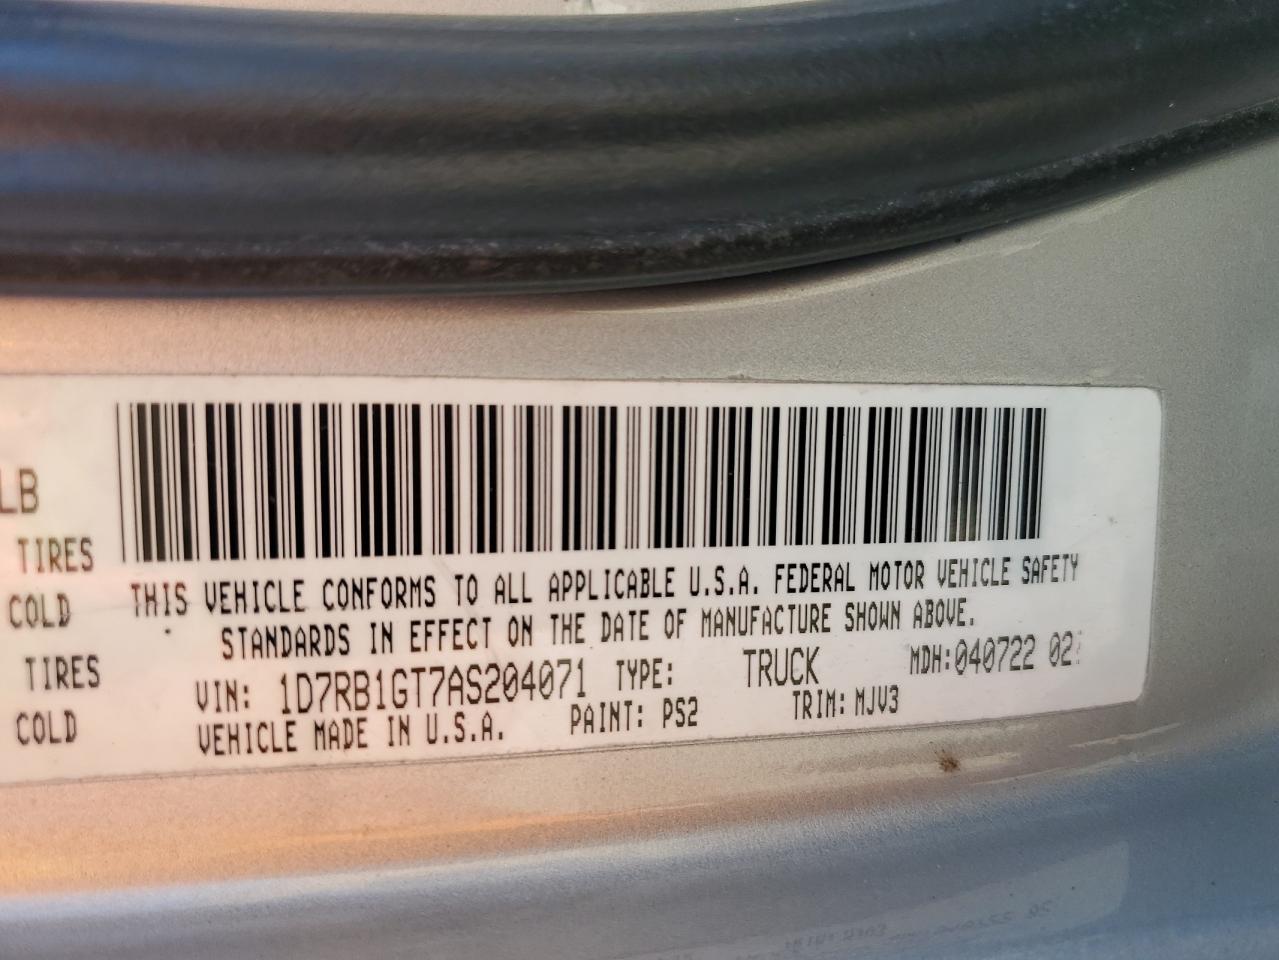 LB
TIRES
COLD
TIRES
COLD
THIS VEHICLE CONFORMS TO ALL APPLICABLE U.S.A. FEDERAL MOTOR VEHICLE SAFETY
STANDARDS IN EFFECT ON THE DATE OF MANUFACTURE SHOWN ABOVE.
VIN: 1D7RB1GT7AS204071 TYPE: TRUCK MDH: 040722 02
VEHICLE MADE IN U.S.A. PAINT: PS2 TRIM: MJV3